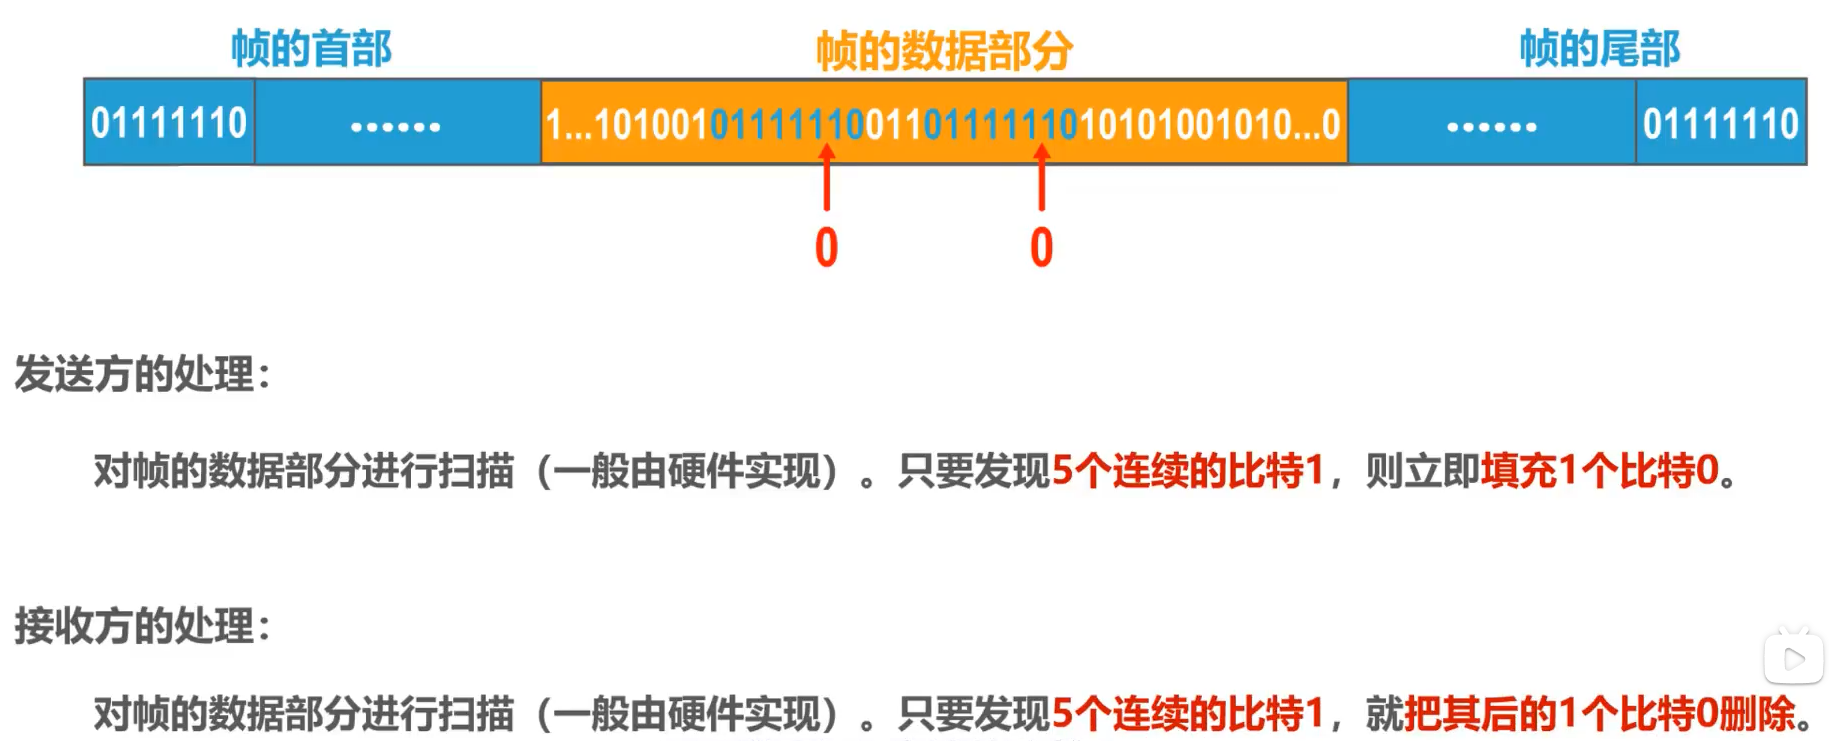 帧的首部 帧的数据部分 帧的尾部
01111110 …… 1...101001011111100110111111010101001010...0 …… 01111110
0 0
发送方的处理：
对帧的数据部分进行扫描（一般由硬件实现）。只要发现5个连续的比特1，则立即填充1个比特0。
接收方的处理：
对帧的数据部分进行扫描（一般由硬件实现）。只要发现5个连续的比特1，就把其后的1个比特0删除。